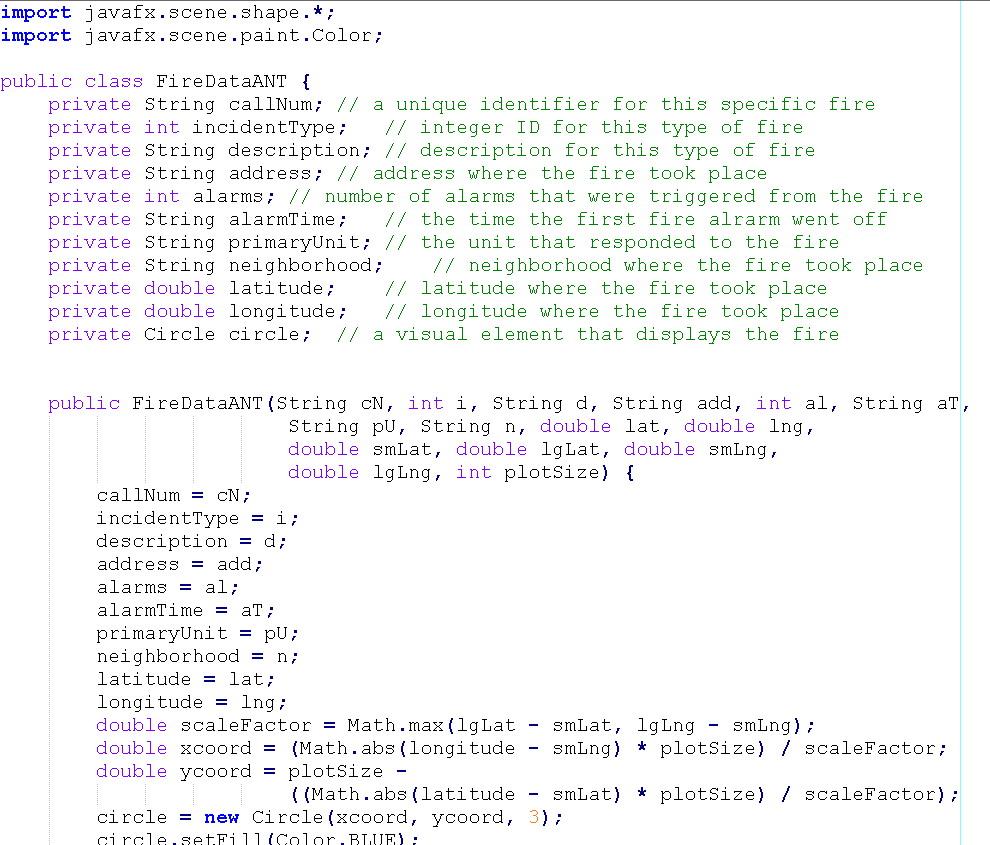 import javafx.scene.shape.*;
import javafx.scene.paint.Color;

public class FireDataANT {
    private String callNum; // a unique identifier for this specific fire
    private int incidentType;   // integer ID for this type of fire
    private String description; // description for this type of fire
    private String address; // address where the fire took place
    private int alarms; // number of alarms that were triggered from the fire
    private String alarmTime;   // the time the first fire alrarm went off
    private String primaryUnit; // the unit that responded to the fire
    private String neighborhood;    // neighborhood where the fire took place
    private double latitude;    // latitude where the fire took place
    private double longitude;   // longitude where the fire took place
    private Circle circle;  // a visual element that displays the fire


    public FireDataANT(String cN, int i, String d, String add, int al, String aT,
                        String pU, String n, double lat, double lng,
                        double smLat, double lgLat, double smLng,
                        double lgLng, int plotSize) {
        callNum = cN;
        incidentType = i;
        description = d;
        address = add;
        alarms = al;
        alarmTime = aT;
        primaryUnit = pU;
        neighborhood = n;
        latitude = lat;
        longitude = lng;
        double scaleFactor = Math.max(lgLat - smLat, lgLng - smLng);
        double xcoord = (Math.abs(longitude - smLng) * plotSize) / scaleFactor;
        double ycoord = plotSize -
                        ((Math.abs(latitude - smLat) * plotSize) / scaleFactor);
        circle = new Circle(xcoord, ycoord, 3);
        circle.setFill(Color.BLUE);